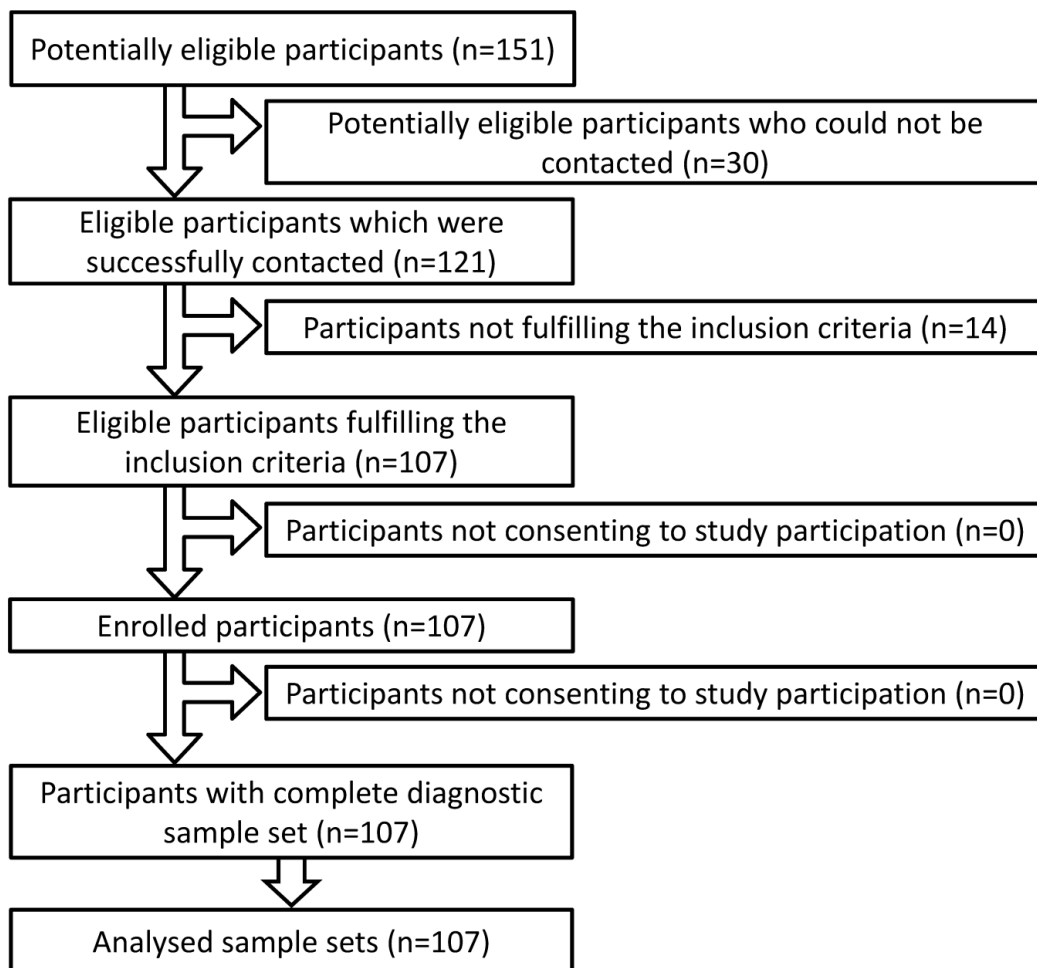 Potentially eligible participants (n=151)
Potentially eligible participants who could not be
contacted (n=30)
Eligible participants which were
successfully contacted (n=121)
Participants not fulfilling the inclusion criteria (n=14)
Eligible participants fulfilling the
inclusion criteria (n=107)
Participants not consenting to study participation (n=0)
Enrolled participants (n=107)
Participants not consenting to study participation (n=0)
Participants with complete diagnostic
sample set (n=107)
Analysed sample sets (n=107)